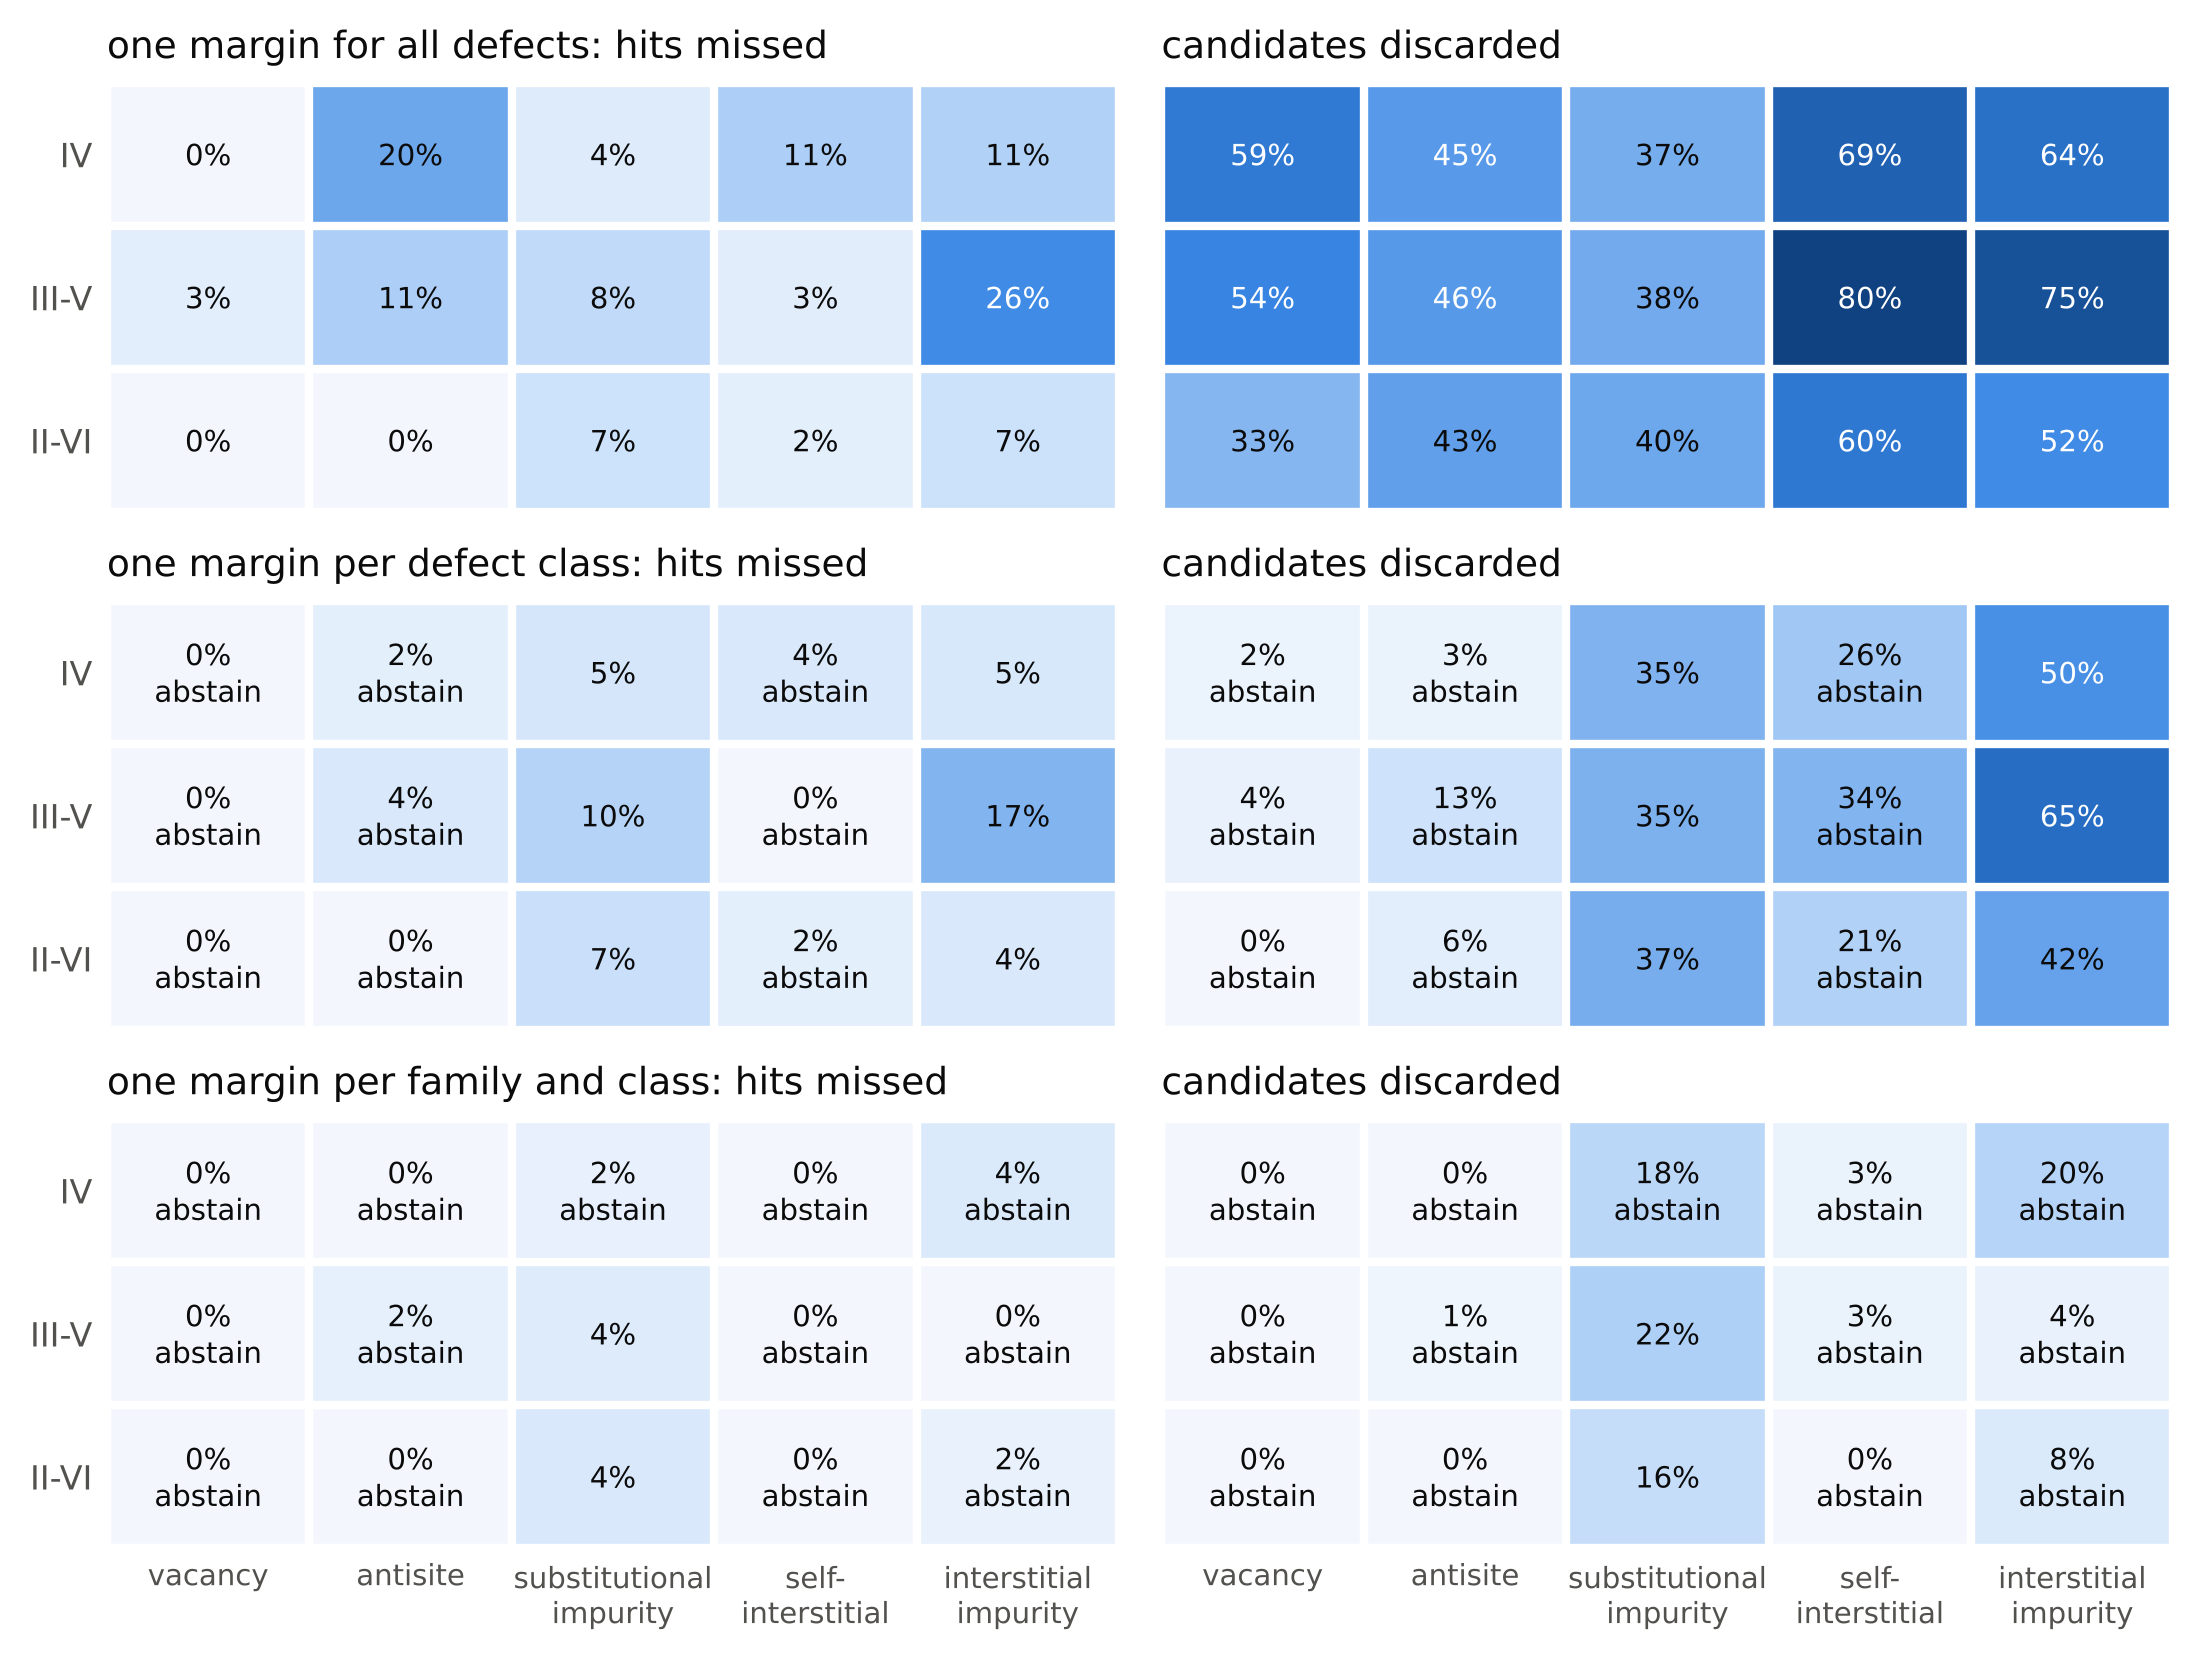 one margin for all defects: hits missed
candidates discarded
IV
0% 20% 4% 11% 11%
59% 45% 37% 69% 64%
III-V
3% 11% 8% 3% 26%
54% 46% 38% 80% 75%
II-VI
0% 0% 7% 2% 7%
33% 43% 40% 60% 52%
one margin per defect class: hits missed
candidates discarded
IV
0% 2% 5% 4% 5%
abstain abstain abstain
2% 3% 35% 26% 50%
abstain abstain abstain
III-V
0% 4% 10% 0% 17%
abstain abstain abstain
4% 13% 35% 34% 65%
abstain abstain abstain
II-VI
0% 0% 7% 2% 4%
abstain abstain abstain
0% 6% 37% 21% 42%
abstain abstain abstain
one margin per family and class: hits missed
candidates discarded
IV
0% 0% 2% 0% 4%
abstain abstain abstain abstain abstain
0% 0% 18% 3% 20%
abstain abstain abstain abstain abstain
III-V
0% 2% 4% 0% 0%
abstain abstain abstain abstain
0% 1% 22% 3% 4%
abstain abstain abstain abstain
II-VI
0% 0% 4% 0% 2%
abstain abstain abstain abstain
0% 0% 16% 0% 8%
abstain abstain abstain abstain
vacancy antisite substitutional self- interstitial
impurity interstitial impurity
vacancy antisite substitutional self- interstitial
impurity interstitial impurity